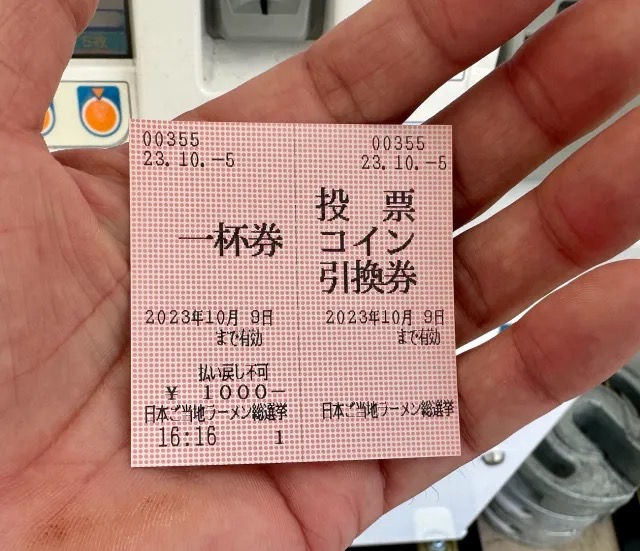 5枚
00355
23.10.-5
一杯券
2023年10月 9日
まで有効
払い戻し不可
¥ 1000-
日本ご当地ラーメン総選挙
16:16 1
00355
23.10.-5
投 票
コイン
引換券
2023年10月 9日
まで有効
日本ご当地ラーメン総選挙